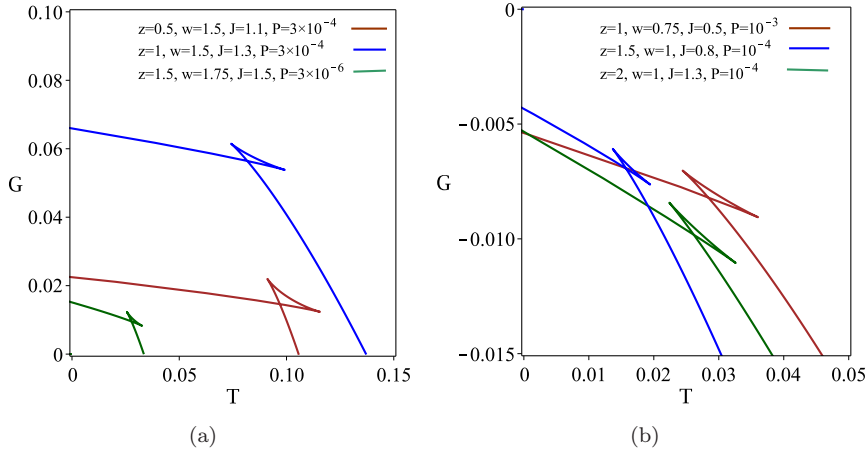 z=0.5, w=1.5, J=1.1, P=3×10⁻⁴
z=1, w=1.5, J=1.3, P=3×10⁻⁴
z=1.5, w=1.75, J=1.5, P=3×10⁻⁶
0.10
0.08
0.06
G
0.04
0.02
0
0 0.05 0.10 0.15
T
(a)
z=1, w=0.75, J=0.5, P=10⁻³
z=1.5, w=1, J=0.8, P=10⁻⁴
z=2, w=1, J=1.3, P=10⁻⁴
0
−0.005
G
−0.010
−0.015
0 0.01 0.02 0.03 0.04 0.05
T
(b)